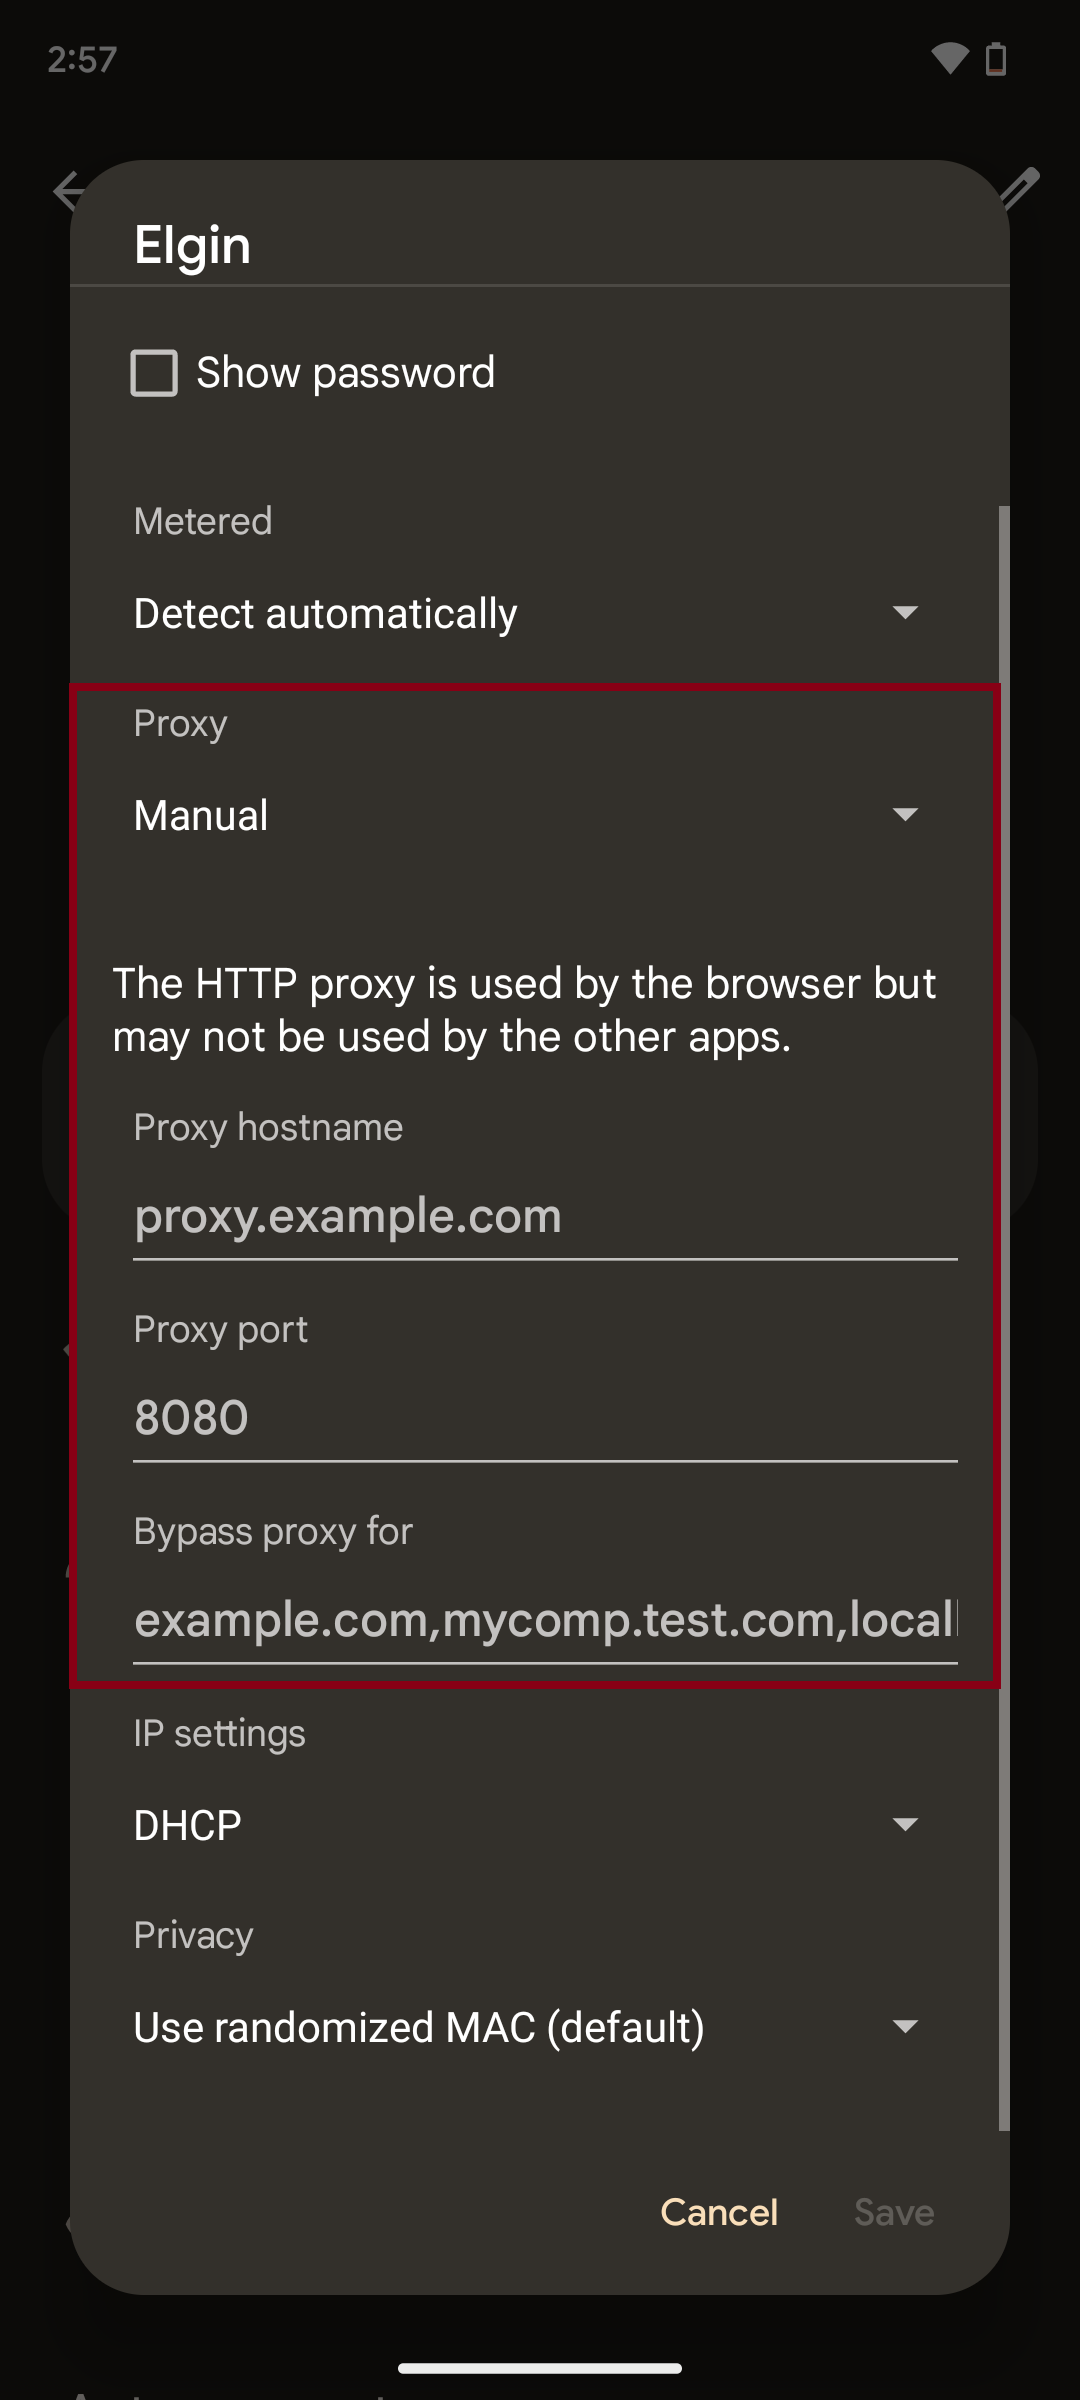 2:57
Elgin
Show password
Metered
Detect automatically
Proxy
Manual
The HTTP proxy is used by the browser but
may not be used by the other apps.
Proxy hostname
proxy.example.com
Proxy port
8080
Bypass proxy for
example.com,mycomp.test.com,local
IP settings
DHCP
Privacy
Use randomized MAC (default)
Cancel
Save